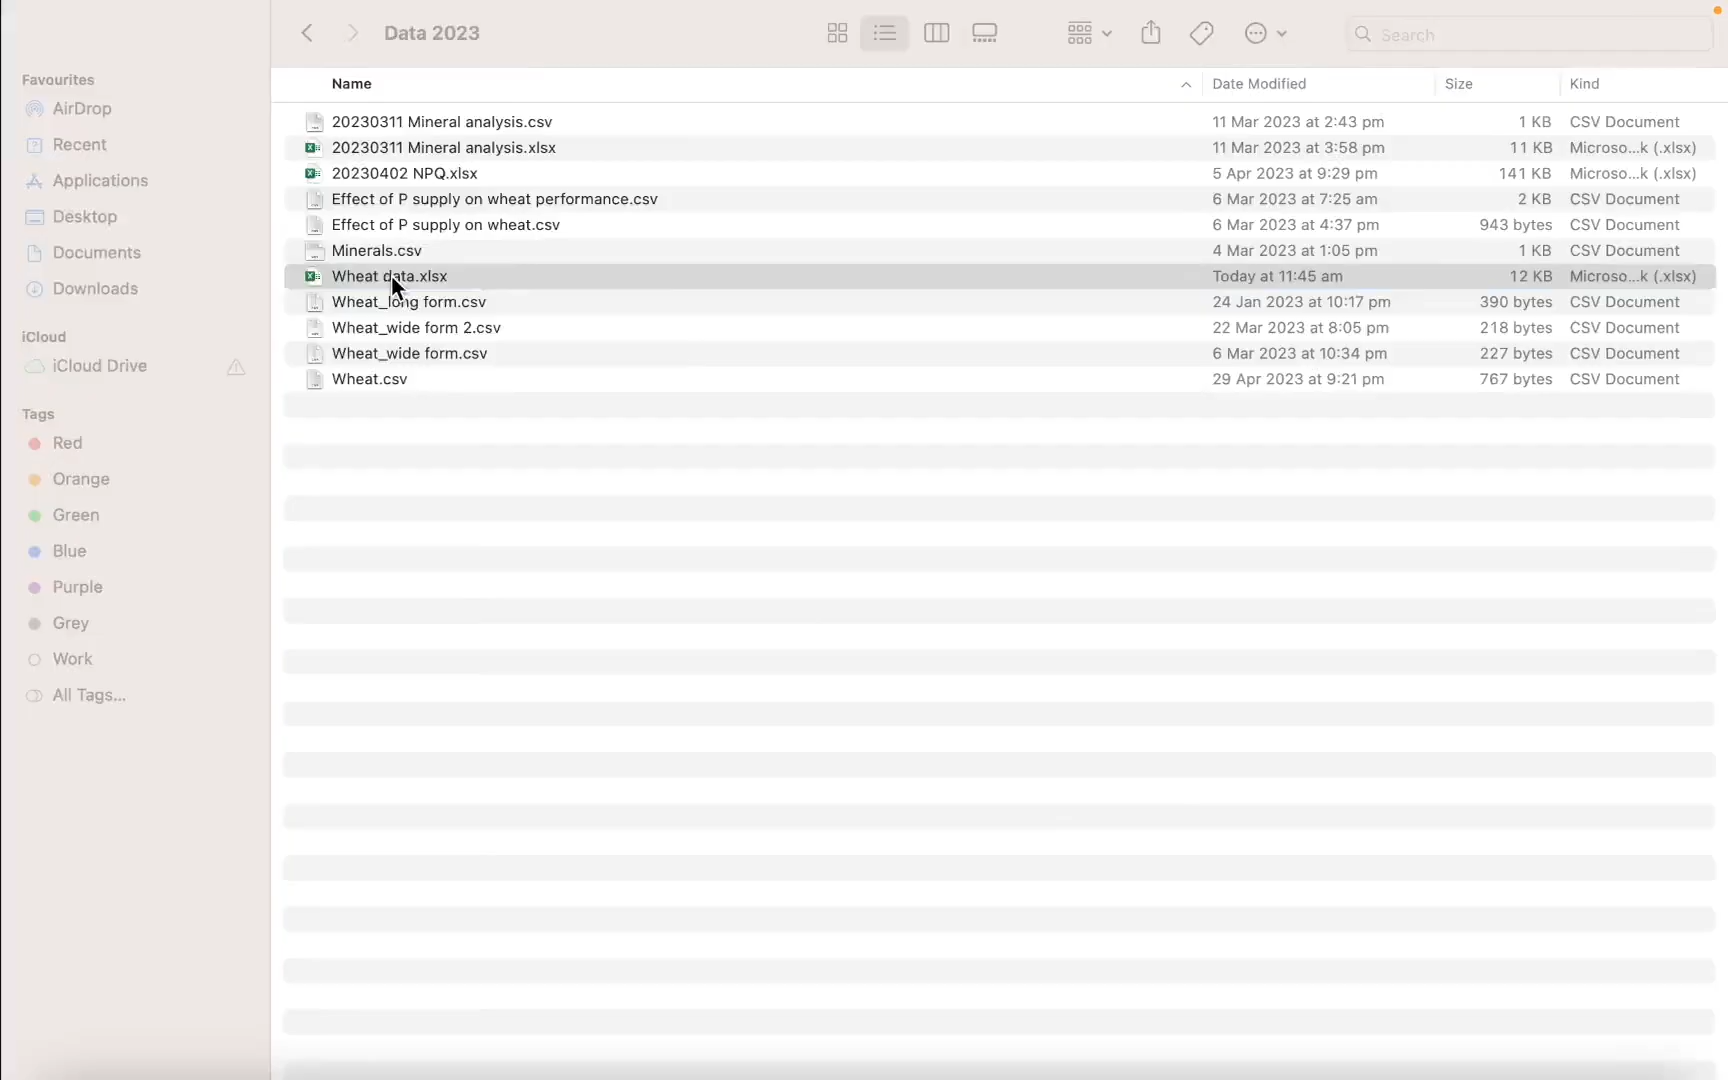 Data 2023
Search
Favourites
AirDrop
Recent
Applications
Desktop
Documents
Downloads
iCloud
iCloud Drive
Tags
Red
Orange
Green
Blue
Purple
Grey
Work
All Tags...
Name Date Modified Size Kind
20230311 Mineral analysis.csv 11 Mar 2023 at 2:43 pm 1 KB CSV Document
20230311 Mineral analysis.xlsx 11 Mar 2023 at 3:58 pm 11 KB Microso...k (.xlsx)
20230402 NPQ.xlsx 5 Apr 2023 at 9:29 pm 141 KB Microso...k (.xlsx)
Effect of P supply on wheat performance.csv 6 Mar 2023 at 7:25 am 2 KB CSV Document
Effect of P supply on wheat.csv 6 Mar 2023 at 4:37 pm 943 bytes CSV Document
Minerals.csv 4 Mar 2023 at 1:05 pm 1 KB CSV Document
Wheat data.xlsx Today at 11:45 am 12 KB Microso...k (.xlsx)
Wheat_long form.csv 24 Jan 2023 at 10:17 pm 390 bytes CSV Document
Wheat_wide form 2.csv 22 Mar 2023 at 8:05 pm 218 bytes CSV Document
Wheat_wide form.csv 6 Mar 2023 at 10:34 pm 227 bytes CSV Document
Wheat.csv 29 Apr 2023 at 9:21 pm 767 bytes CSV Document